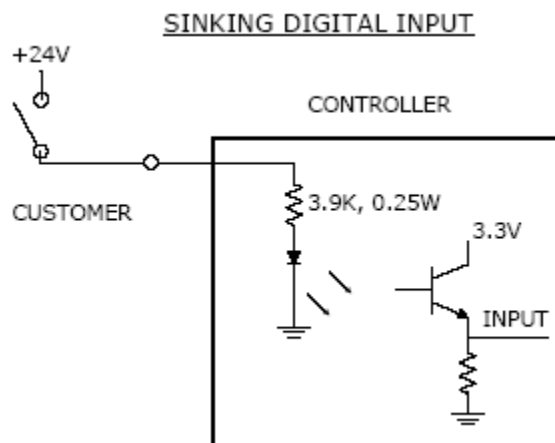 SINKING DIGITAL INPUT
+24V
CONTROLLER
CUSTOMER
3.9K, 0.25W
3.3V
INPUT